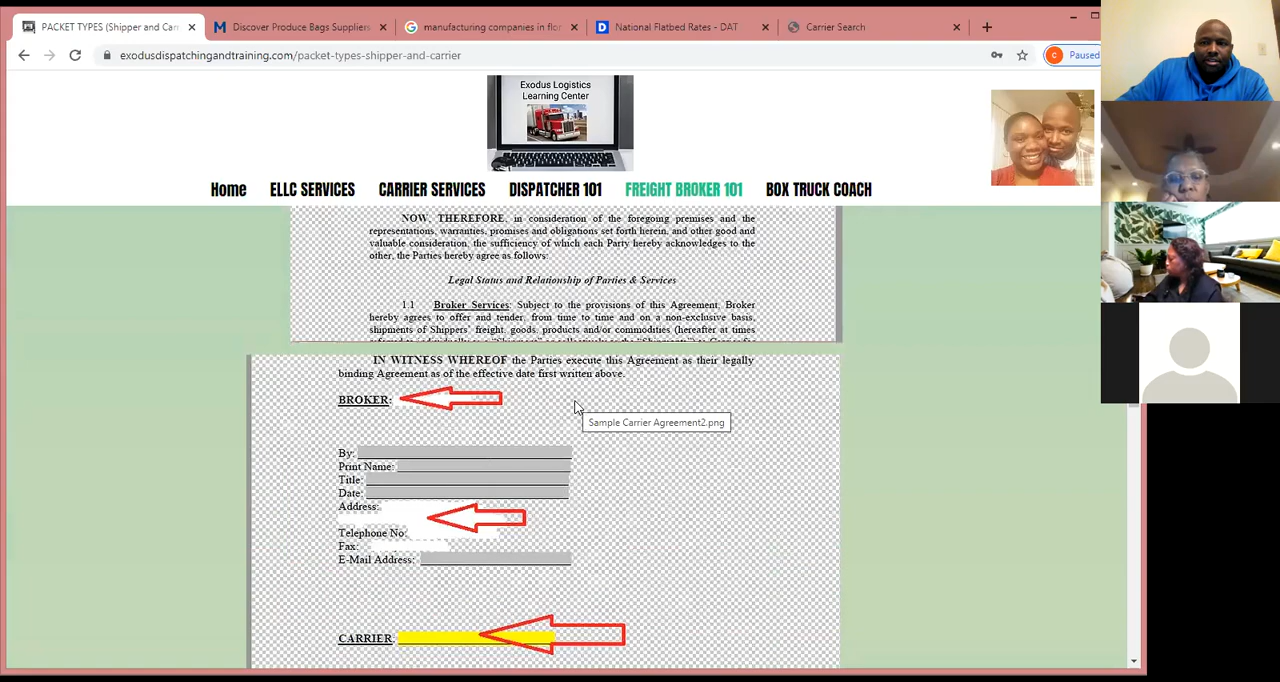 PACKET TYPES (Shipper and Carr
Discover Produce Bags Suppliers
manufacturing companies in flor
National Flatbed Rates - DAT
Carrier Search
exodusdispatchingandtraining.com/packet-types-shipper-and-carrier
Paused
Exodus Logistics
Learning Center
Home ELLC SERVICES CARRIER SERVICES DISPATCHER 101 FREIGHT BROKER 101 BOX TRUCK COACH
NOW, THEREFORE, in consideration of the foregoing premises and the
representations, warranties, promises and obligations set forth herein, and other good and
valuable consideration, the sufficiency of which each Party hereby acknowledges to the
other, the Parties hereby agree as follows
Legal Status and Relationship of Parties & Services
1.1 Broker Services: Subject to the provisions of this Agreement, Broker
hereby agrees to offer and tender, from time to time and on a non-exclusive basis,
shipments of Shippers' freight, goods, products and/or commodities (hereafter at times
IN WITNESS WHEREOF the Parties execute this Agreement as their legally
binding Agreement as of the effective date first written above.
BROKER:
Sample Carrier Agreement2.png
By:
Print Name:
Title:
Date:
Address:
Telephone No:
Fax:
E-Mail Address:
CARRIER: